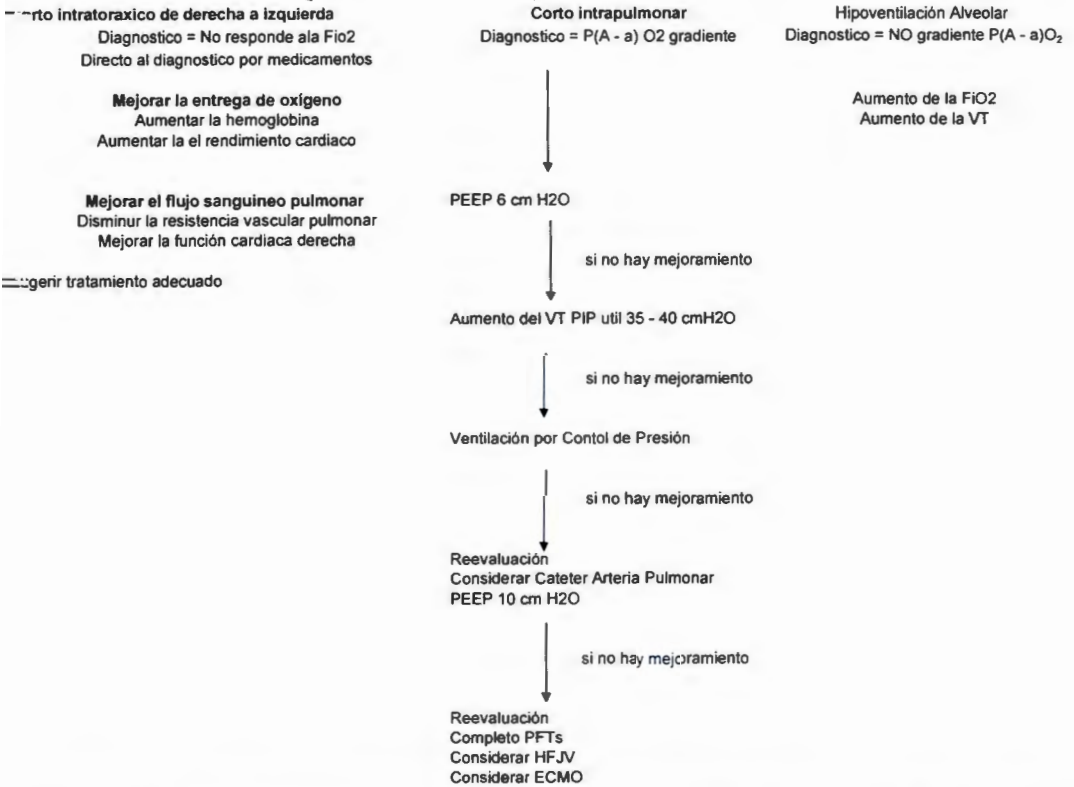 intratoraxico de derecha a izquierda
Diagnostico = No responde ala Fio2
Directo al diagnostico por medicamentos
Mejorar la entrega de oxígeno
Aumentar la hemoglobina
Aumentar la el rendimiento cardiaco
Mejorar el flujo sanguineo pulmonar
Disminur la resistencia vascular pulmonar
Mejorar la función cardiaca derecha
tratamiento adecuado
Corto intrapulmonar
Diagnostico = P(A - a) O2 gradiente
PEEP 6 cm H2O
si no hay mejoramiento
Aumento del VT PIP util 35 - 40 cmH2O
si no hay mejoramiento
Ventilación por Contol de Presión
si no hay mejoramiento
Reevaluación
Considerar Cateter Arteria Pulmonar
PEEP 10 cm H2O
si no hay mejoramiento
Reevaluación
Completo PFTs
Considerar HFJV
Considerar ECMO
Hipoventilación Alveolar
Diagnostico = NO gradiente P(A - a)O₂
Aumento de la FiO2
Aumento de la VT